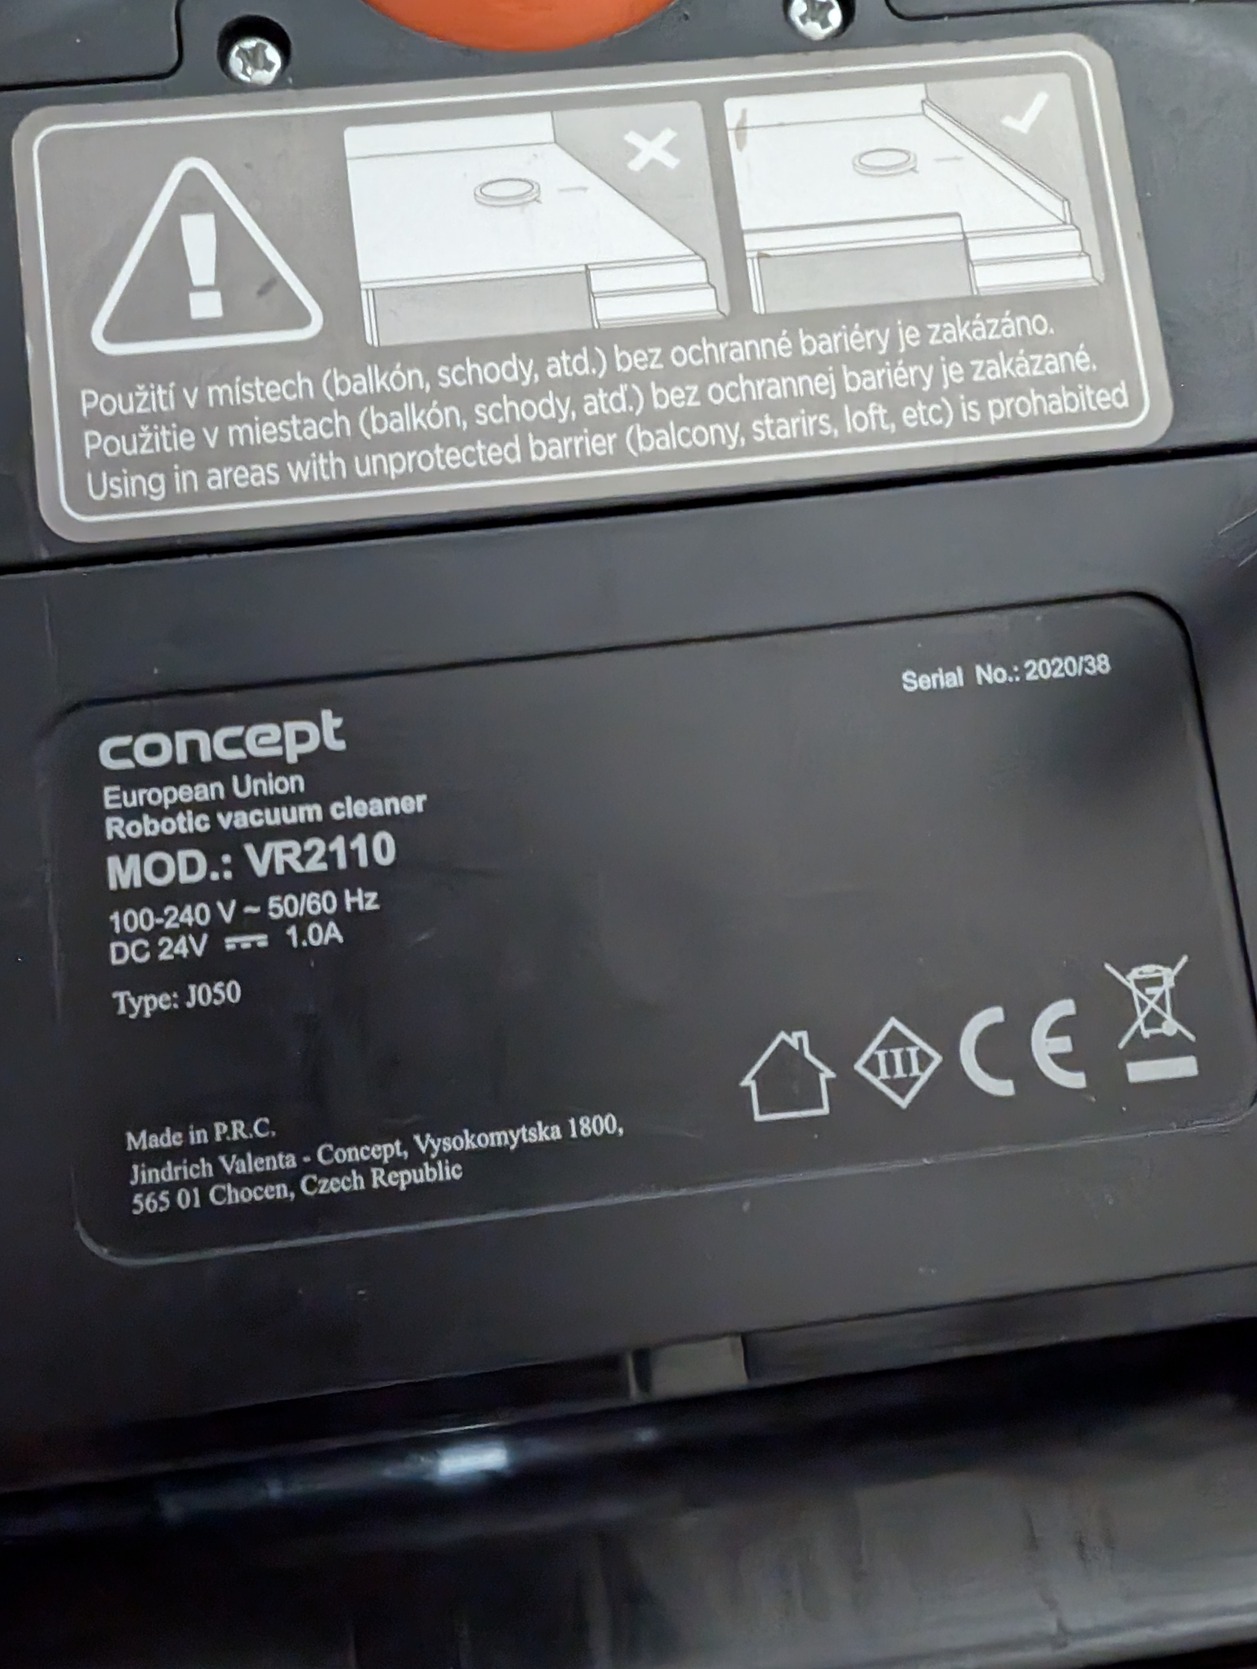 Použití v místech (balkón, schody, atd.) bez ochranné bariéry je zakázáno.
Použitie v miestach (balkón, schody, atď.) bez ochrannej bariéry je zakázané.
Using in areas with unprotected barrier (balcony, starirs, loft, etc) is prohabited
Serial No.: 2020/38
concept
European Union
Robotic vacuum cleaner
MOD.: VR2110
100-240 V ~ 50/60 Hz
DC 24V ⎓ 1.0A
Type: J050
III CE
Made in P.R.C.
Jindrich Valenta - Concept, Vysokomytska 1800,
565 01 Chocen, Czech Republic